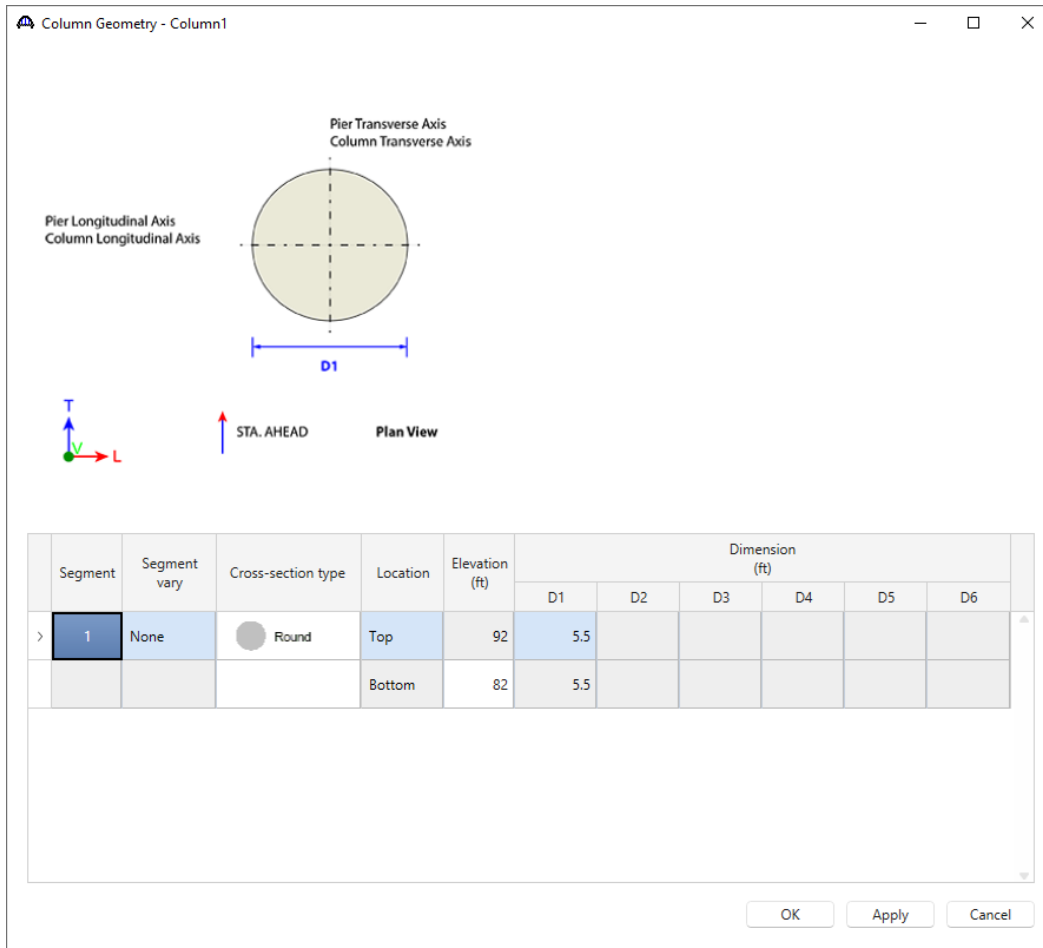 Column Geometry - Column1
Pier Transverse Axis
Column Transverse Axis
Pier Longitudinal Axis
Column Longitudinal Axis
D1
T
V
L
STA. AHEAD
Plan View
Segment
Segment
vary
Cross-section type
Location
Elevation
(ft)
Dimension
(ft)
D1 D2 D3 D4 D5 D6
1 None Round Top 92 5.5
Bottom 82 5.5
OK Apply Cancel